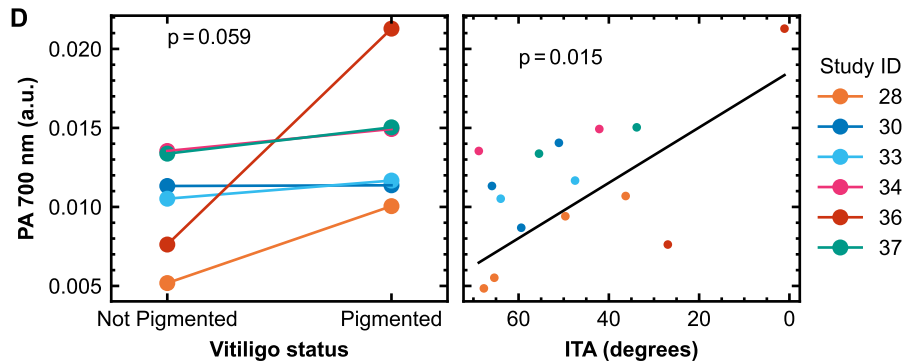 D
PA 700 nm (a.u.)
0.020
0.015
0.010
0.005
p = 0.059
Not Pigmented Pigmented
Vitiligo status
p = 0.015
60 40 20 0
ITA (degrees)
Study ID
28
30
33
34
36
37